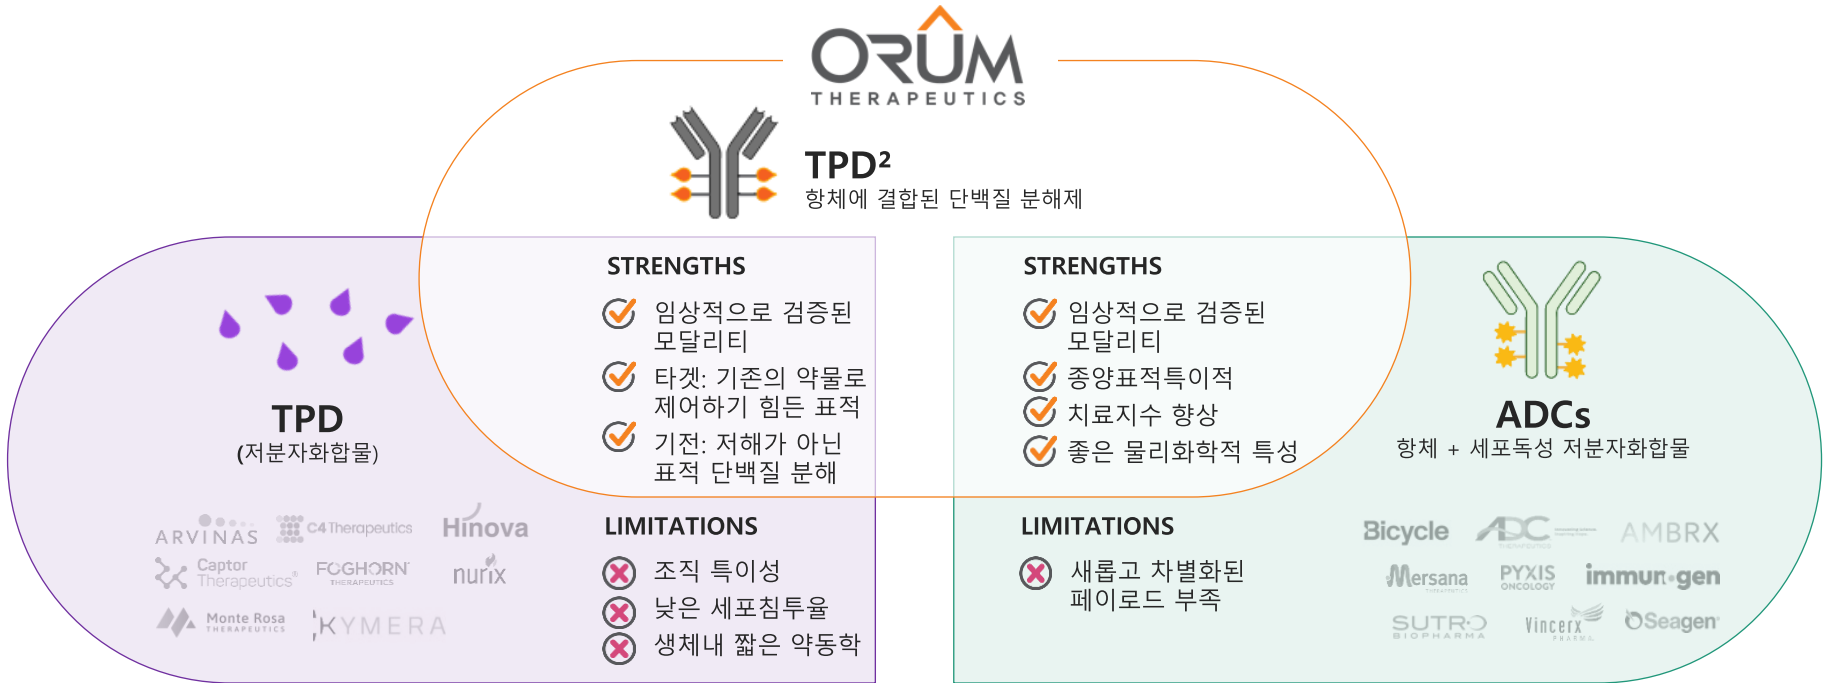 ORUM
THERAPEUTICS
TPD²
항체에 결합된 단백질 분해제
TPD
(저분자화합물)
STRENGTHS
임상적으로 검증된
모달리티
타겟: 기존의 약물로
제어하기 힘든 표적
기전: 저해가 아닌
표적 단백질 분해
LIMITATIONS
조직 특이성
낮은 세포침투율
생체내 짧은 약동학
ARVINAS
C4 Therapeutics
Hinova
Captor
Therapeutics®
FOGHORN
THERAPEUTICS
nurix
Monte Rosa
THERAPEUTICS
KYMERA
STRENGTHS
임상적으로 검증된
모달리티
종양표적특이적
치료지수 향상
좋은 물리화학적 특성
LIMITATIONS
새롭고 차별화된
페이로드 부족
ADCs
항체 + 세포독성 저분자화합물
Bicycle
ADC
THERAPEUTICS
AMBRX
Mersana
THERAPEUTICS
PYXIS
ONCOLOGY
immunogen
SUTRO
BIOPHARMA
Vincerx
PHARMA
Seagen